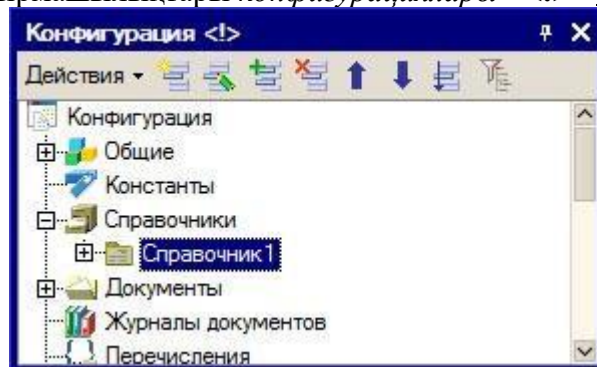 Конфигурация <!>
Действия
Конфигурация
Общие
Константы
Справочники
Справочник1
Документы
Журналы документов
Перечисления